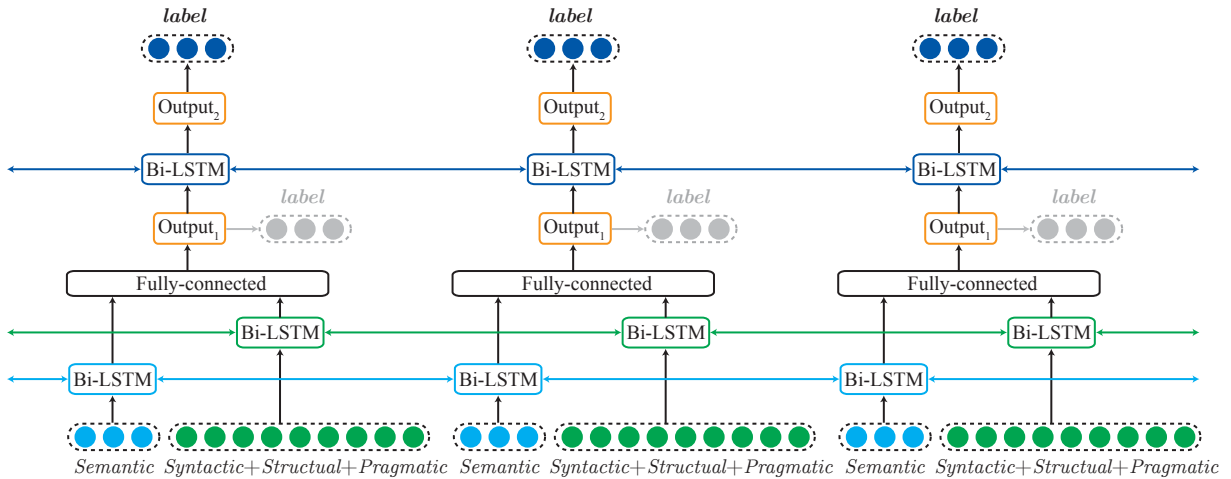 label label label
Output2 Output2 Output2
Bi-LSTM Bi-LSTM Bi-LSTM
label label label
Output1 Output1 Output1
Fully-connected Fully-connected Fully-connected
Bi-LSTM Bi-LSTM Bi-LSTM
Bi-LSTM Bi-LSTM Bi-LSTM
Semantic Syntactic+Structual+Pragmatic Semantic Syntactic+Structual+Pragmatic Semantic Syntactic+Structual+Pragmatic